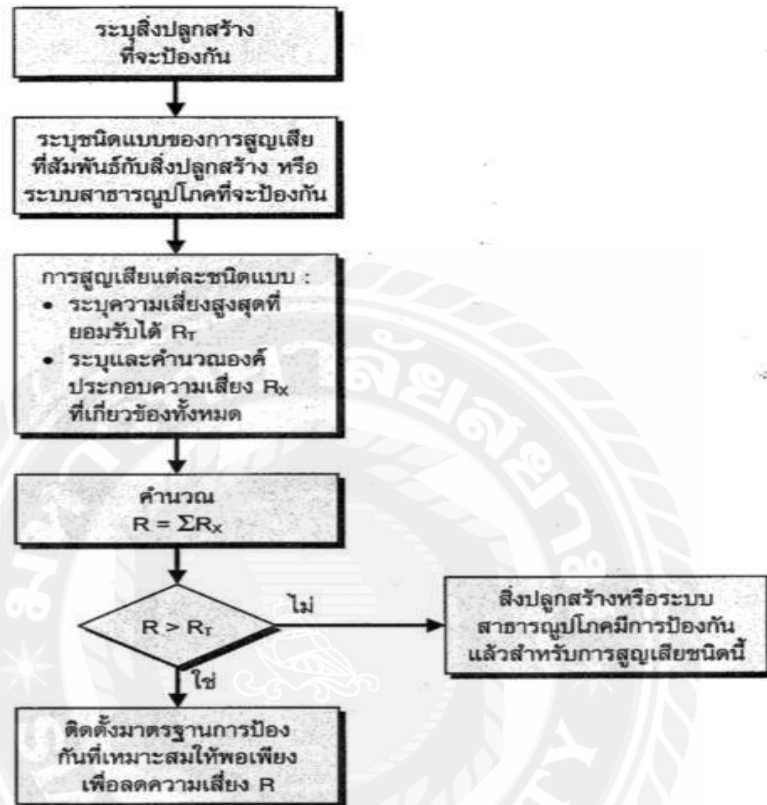 ระบุสิ่งปลูกสร้าง
ที่จะป้องกัน
ระบุชนิดแบบของการสูญเสีย
ที่สัมพันธ์กับสิ่งปลูกสร้าง หรือ
ระบบสาธารณูปโภคที่จะป้องกัน
การสูญเสียแต่ละชนิดแบบ :
• ระบุความเสี่ยงสูงสุดที่
ยอมรับได้ R_T
• ระบุและคำนวณองค์
ประกอบความเสี่ยง R_X
ที่เกี่ยวข้องทั้งหมด
คำนวณ
R = ΣR_X
R > R_T
ไม่
สิ่งปลูกสร้างหรือระบบ
สาธารณูปโภคมีการป้องกัน
แล้วสำหรับการสูญเสียชนิดนี้
ใช่
ติดตั้งมาตรฐานการป้อง
กันที่เหมาะสมให้พอเพียง
เพื่อลดความเสี่ยง R